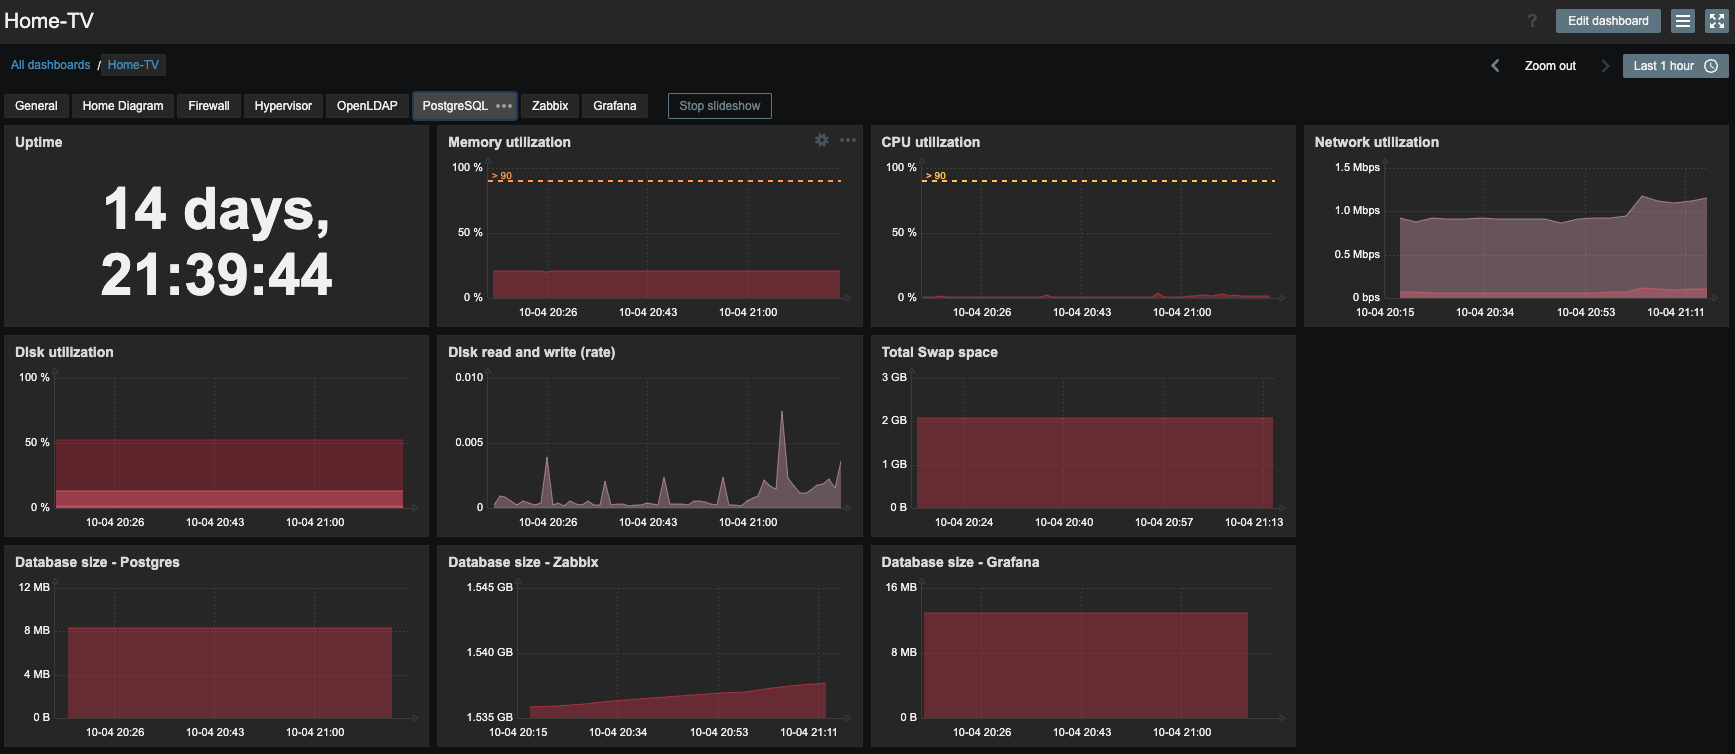 Home-TV
? Edit dashboard
All dashboards / Home-TV
Zoom out
Last 1 hour
General Home Diagram Firewall Hypervisor OpenLDAP PostgreSQL Zabbix Grafana Stop slideshow
Uptime
14 days,
21:39:44
Memory utilization
100 %
> 90
50 %
0 %
10-04 20:26 10-04 20:43 10-04 21:00
CPU utilization
100 %
> 90
50 %
0 %
10-04 20:26 10-04 20:43 10-04 21:00
Network utilization
1.5 Mbps
1.0 Mbps
0.5 Mbps
0 bps
10-04 20:15 10-04 20:34 10-04 20:53 10-04 21:11
DIsk utilization
100 %
50 %
0 %
10-04 20:26 10-04 20:43 10-04 21:00
DIsk read and write (rate)
0.010
0.005
0
10-04 20:26 10-04 20:43 10-04 21:00
Total Swap space
3 GB
2 GB
1 GB
0 B
10-04 20:24 10-04 20:40 10-04 20:57 10-04 21:13
Database size - Postgres
12 MB
8 MB
4 MB
0 B
10-04 20:26 10-04 20:43 10-04 21:00
Database size - Zabbix
1.545 GB
1.540 GB
1.535 GB
10-04 20:15 10-04 20:34 10-04 20:53 10-04 21:11
Database size - Grafana
16 MB
8 MB
0 B
10-04 20:26 10-04 20:43 10-04 21:00